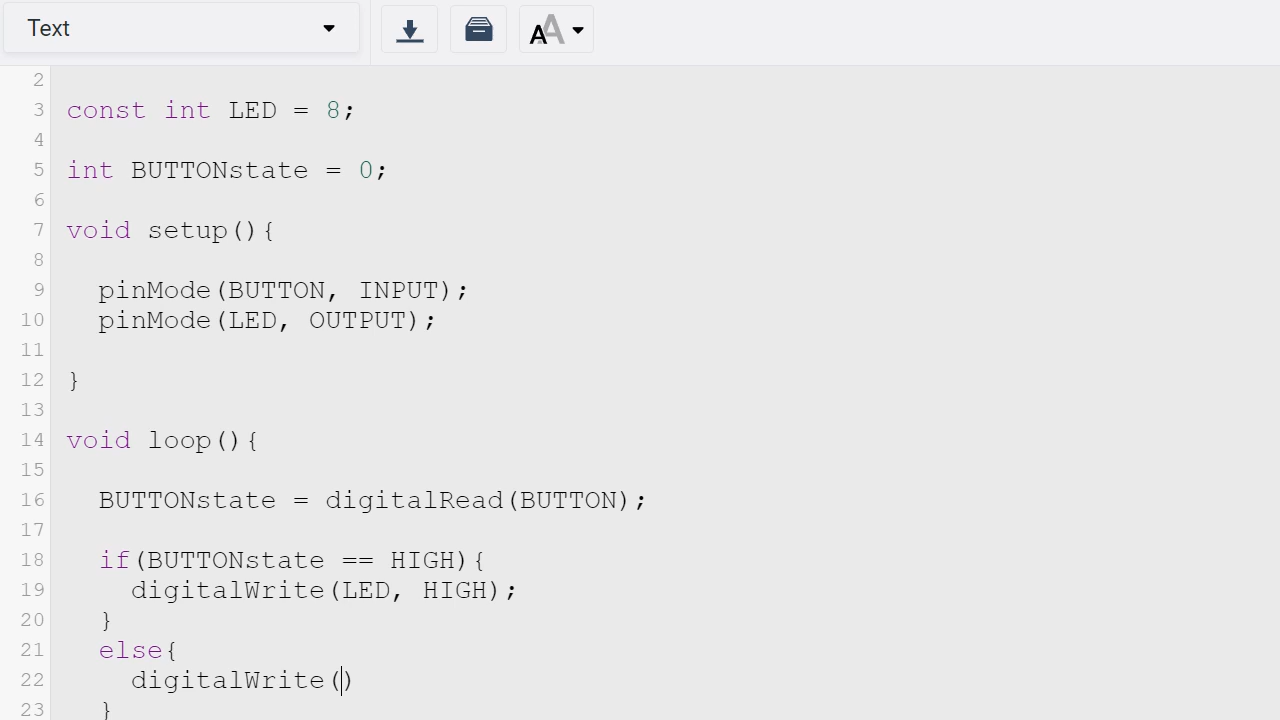 Text
2
3 const int LED = 8;
4
5 int BUTTONstate = 0;
6
7 void setup(){
8
9 pinMode(BUTTON, INPUT);
10 pinMode(LED, OUTPUT);
11
12 }
13
14 void loop(){
15
16 BUTTONstate = digitalRead(BUTTON);
17
18 if(BUTTONstate == HIGH){
19 digitalWrite(LED, HIGH);
20 }
21 else{
22 digitalWrite()
23 }